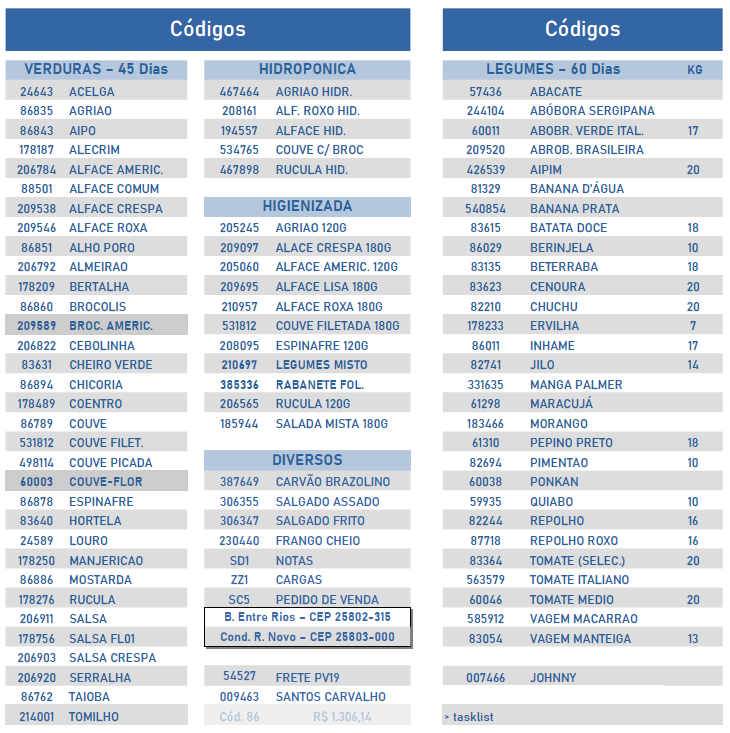 Códigos
VERDURAS – 45 Dias
24643 ACELGA
86835 AGRIAO
86843 AIPO
178187 ALECRIM
206784 ALFACE AMERIC.
88501 ALFACE COMUM
209538 ALFACE CRESPA
209546 ALFACE ROXA
86851 ALHO PORO
206792 ALMEIRAO
178209 BERTALHA
86860 BROCOLIS
209589 BROC. AMERIC.
206822 CEBOLINHA
83631 CHEIRO VERDE
86894 CHICORIA
178489 COENTRO
86789 COUVE
531812 COUVE FILET.
498114 COUVE PICADA
60003 COUVE-FLOR
86878 ESPINAFRE
83640 HORTELA
24589 LOURO
178250 MANJERICAO
86886 MOSTARDA
178276 RUCULA
206911 SALSA
178756 SALSA FL01
206903 SALSA CRESPA
206920 SERRALHA
86762 TAIOBA
214001 TOMILHO
HIDROPONICA
467464 AGRIAO HIDR.
208161 ALF. ROXO HID.
194557 ALFACE HID.
534765 COUVE C/ BROC
467898 RUCULA HID.
HIGIENIZADA
205245 AGRIAO 120G
209097 ALACE CRESPA 180G
205060 ALFACE AMERIC. 120G
209695 ALFACE LISA 180G
210957 ALFACE ROXA 180G
531812 COUVE FILETADA 180G
208095 ESPINAFRE 120G
210697 LEGUMES MISTO
385336 RABANETE FOL.
206565 RUCULA 120G
185944 SALADA MISTA 180G
DIVERSOS
387649 CARVÃO BRAZOLINO
306355 SALGADO ASSADO
306347 SALGADO FRITO
230440 FRANGO CHEIO
SD1 NOTAS
ZZ1 CARGAS
SC5 PEDIDO DE VENDA
B. Entre Rios – CEP 25802-315
Cond. R. Novo – CEP 25803-000
54527 FRETE PV19
009463 SANTOS CARVALHO
Cód. 86 R$ 1.306,14
Códigos
LEGUMES – 60 Dias KG
57436 ABACATE
244104 ABÓBORA SERGIPANA
60011 ABOBR. VERDE ITAL. 17
209520 ABROB. BRASILEIRA
426539 AIPIM 20
81329 BANANA D'ÁGUA
540854 BANANA PRATA
83615 BATATA DOCE 18
86029 BERINJELA 10
83135 BETERRABA 18
83623 CENOURA 20
82210 CHUCHU 20
178233 ERVILHA 7
86011 INHAME 17
82741 JILO 14
331635 MANGA PALMER
61298 MARACUJÁ
183466 MORANGO
61310 PEPINO PRETO 18
82694 PIMENTAO 10
60038 PONKAN
59935 QUIABO 10
82244 REPOLHO 16
87718 REPOLHO ROXO 16
83364 TOMATE (SELEC.) 20
563579 TOMATE ITALIANO
60046 TOMATE MEDIO 20
585912 VAGEM MACARRAO
83054 VAGEM MANTEIGA 13
007466 JOHNNY
> tasklist